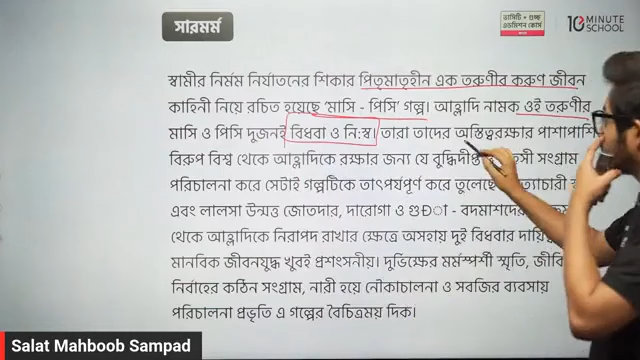 সারমর্ম
ভার্সিটি + গুচ্ছ
এডমিশন কোর্স
10 MINUTE SCHOOL
স্বামীর নির্মম নির্যাতনের শিকার পিতৃমাতৃহীন এক তরুণীর করুণ জীবন
কাহিনী নিয়ে রচিত হয়েছে 'মাসি - পিসি' গল্প। আহ্লাদি নামক ওই তরুণীর
মাসি ও পিসি দুজনই বিধবা ও নি:স্ব। তারা তাদের অস্তিত্বরক্ষার পাশাপাশি
বিরুপ বিশ্ব থেকে আহ্লাদিকে রক্ষার জন্য যে বুদ্ধিদীপ্ত সংগ্রাম
পরিচালনা করে সেটাই গল্পটিকে তাৎপর্যপূর্ণ করে তুলেছে
এবং লালসা উন্মত্ত জোতদার, দারোগা ও গুÐা - বদমাশদের
থেকে আহ্লাদিকে নিরাপদ রাখার ক্ষেত্রে অসহায় দুই বিধবার
মানবিক জীবনযুদ্ধ খুবই প্রশংসনীয়। দুর্ভিক্ষের মর্মস্পর্শী স্মৃতি,
নির্বাহের কঠিন সংগ্রাম, নারী হয়ে নৌকাচালনা ও সবজির ব্যবসায়
পরিচালনা প্রভৃতি এ গল্পের বৈচিত্রময় দিক।
Salat Mahboob Sampad